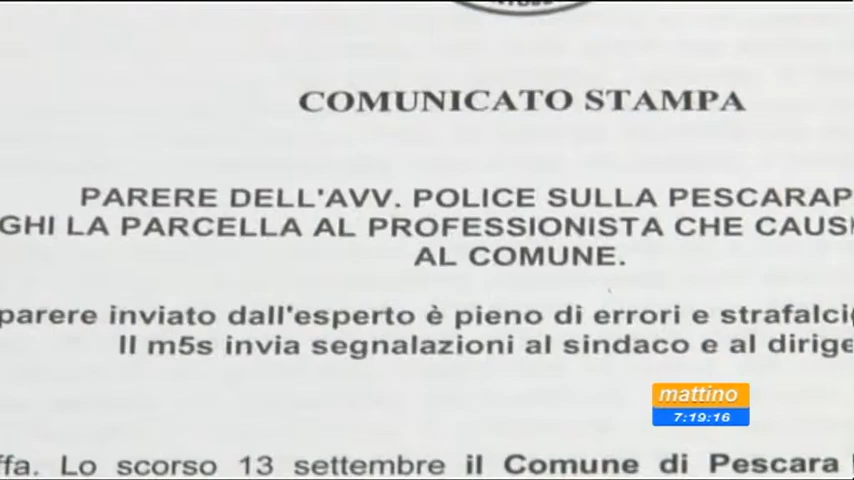 COMUNICATO STAMPA
PARERE DELL'AVV. POLICE SULLA PESCARAP
GHI LA PARCELLA AL PROFESSIONISTA CHE CAUS
AL COMUNE.
parere inviato dall'esperto è pieno di errori e strafalci
Il m5s invia segnalazioni al sindaco e al dirige
mattino
7:19:16
ffa. Lo scorso 13 settembre il Comune di Pescara